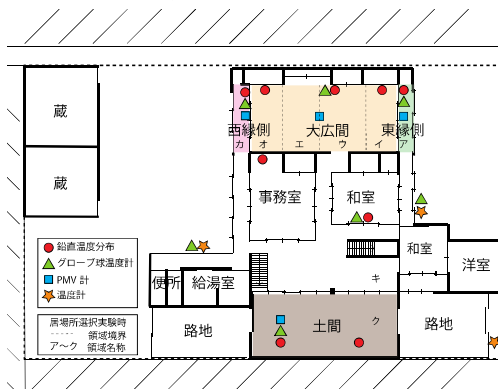 蔵
西縁側 大広間 東縁側
カ オ エ ウ イ ア
蔵
事務室 和室
鉛直温度分布
グローブ球温度計
PMV 計
温度計
和室
洋室
便所 給湯室
キ
居場所選択実験時
領域境界
ア〜ク 領域名称
路地
土間
ク
路地